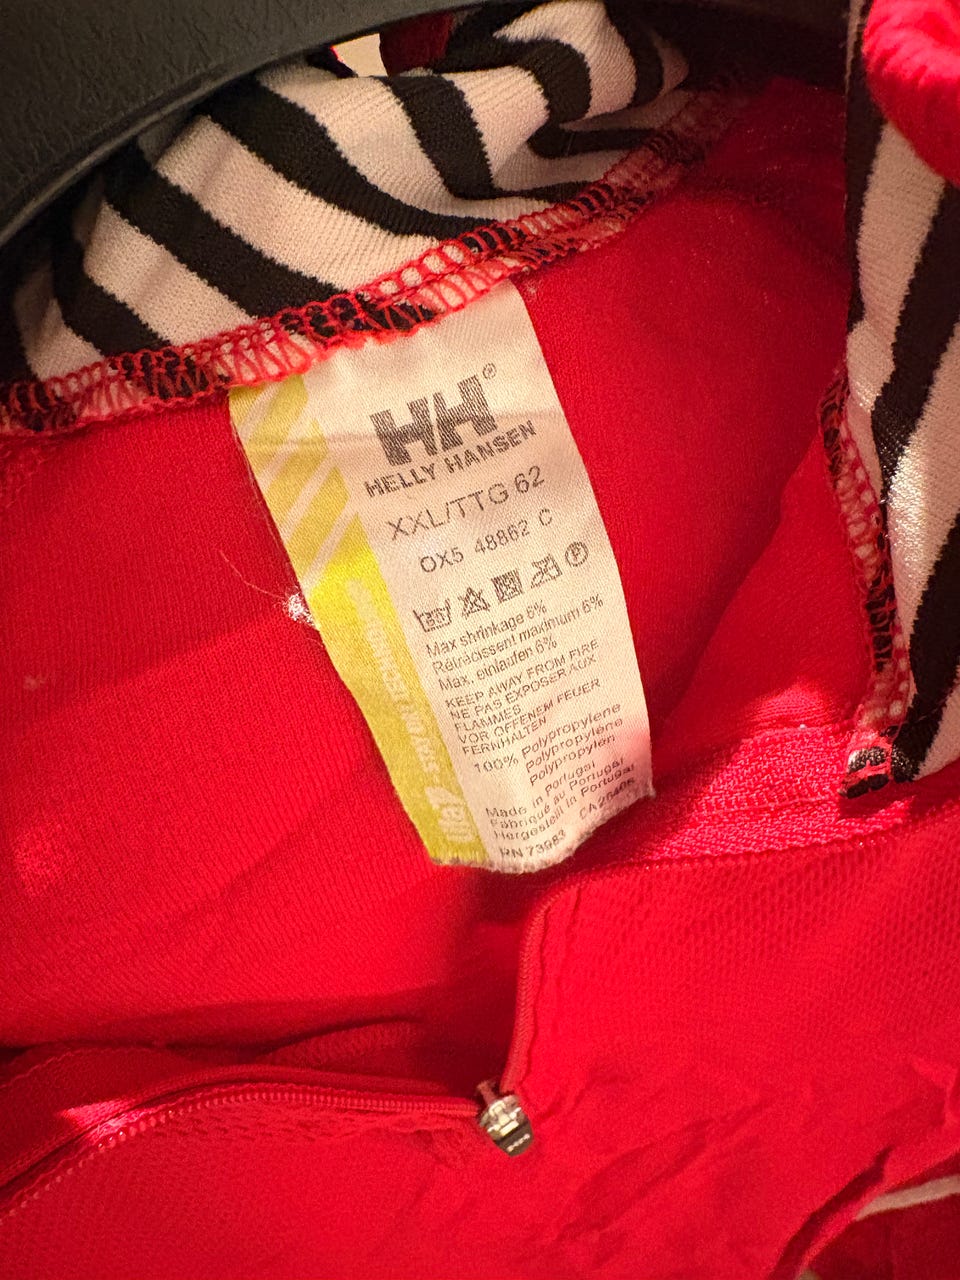 HH®
HELLY HANSEN
XXL/TTG 62
OX5 48862 C
Max shrinkage 6%
Rétrécissent maximum 6%
Max. einlaufen 6%
KEEP AWAY FROM FIRE
NE PAS EXPOSER AUX
FLAMMES
VOR OFFENEM FEUER
FERNHALTEN
100% Polypropylene
Polypropylene
Polypropylen
Made in Portugal
Fabriqué au Portugal
Hergestellt in Portugal
RN 73983